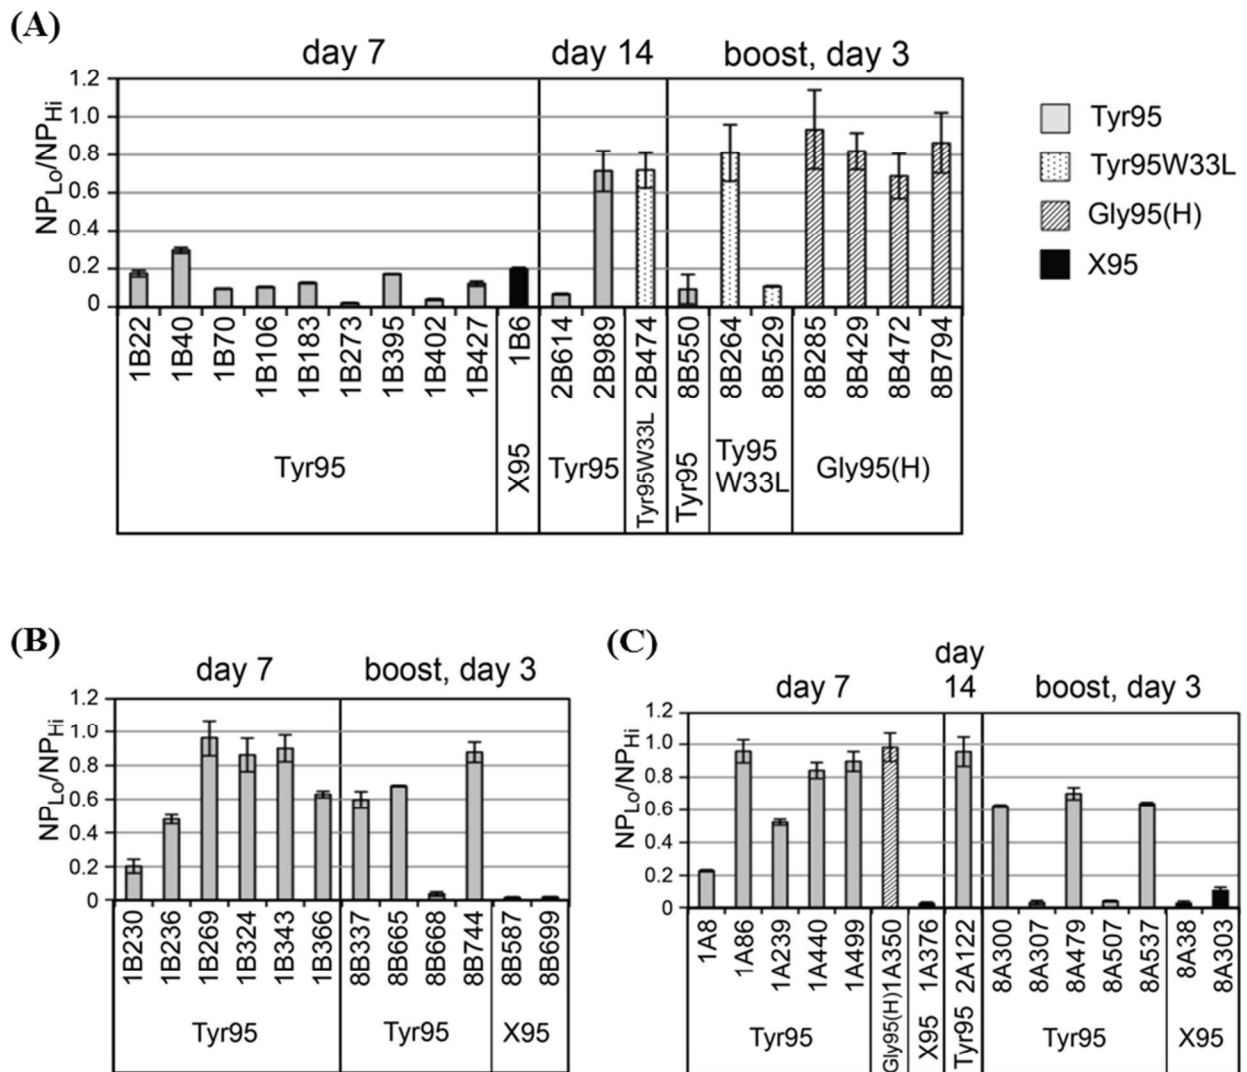 (A)
day 7 day 14 boost, day 3
NPLo/NPHi
1.2
1.0
0.8
0.6
0.4
0.2
0
1B22 1B40 1B70 1B106 1B183 1B273 1B395 1B402 1B427 1B6 2B614 2B989 2B474 8B550 8B264 8B529 8B285 8B429 8B472 8B794
Tyr95 X95 Tyr95 Tyr95W33L Tyr95 Ty95 W33L Gly95(H)
Tyr95
Tyr95W33L
Gly95(H)
X95
(B)
day 7 boost, day 3
NPLo/NPHi
1.2
1.0
0.8
0.6
0.4
0.2
0
1B230 1B236 1B269 1B324 1B343 1B366 8B337 8B665 8B668 8B744 8B587 8B699
Tyr95 Tyr95 X95
(C)
day 7 day 14 boost, day 3
NPLo/NPHi
1.2
1.0
0.8
0.6
0.4
0.2
0
1A8 1A86 1A239 1A440 1A499 1A350 1A376 2A122 8A300 8A307 8A479 8A507 8A537 8A38 8A303
Tyr95 Gly95(H) X95 Tyr95 Tyr95 X95